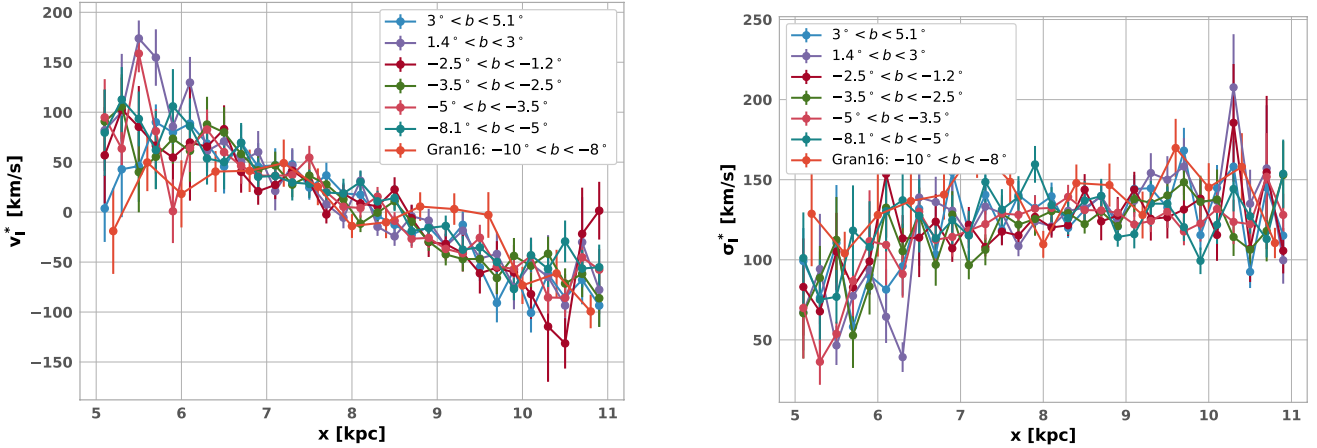 200
150
100
50
0
−50
−100
−150
v_l^* [km/s]
5 6 7 8 9 10 11
x [kpc]
3° < b < 5.1°
1.4° < b < 3°
−2.5° < b < −1.2°
−3.5° < b < −2.5°
−5° < b < −3.5°
−8.1° < b < −5°
Gran16: −10° < b < −8°
250
200
150
100
50
σ_l^* [km/s]
5 6 7 8 9 10 11
x [kpc]
3° < b < 5.1°
1.4° < b < 3°
−2.5° < b < −1.2°
−3.5° < b < −2.5°
−5° < b < −3.5°
−8.1° < b < −5°
Gran16: −10° < b < −8°